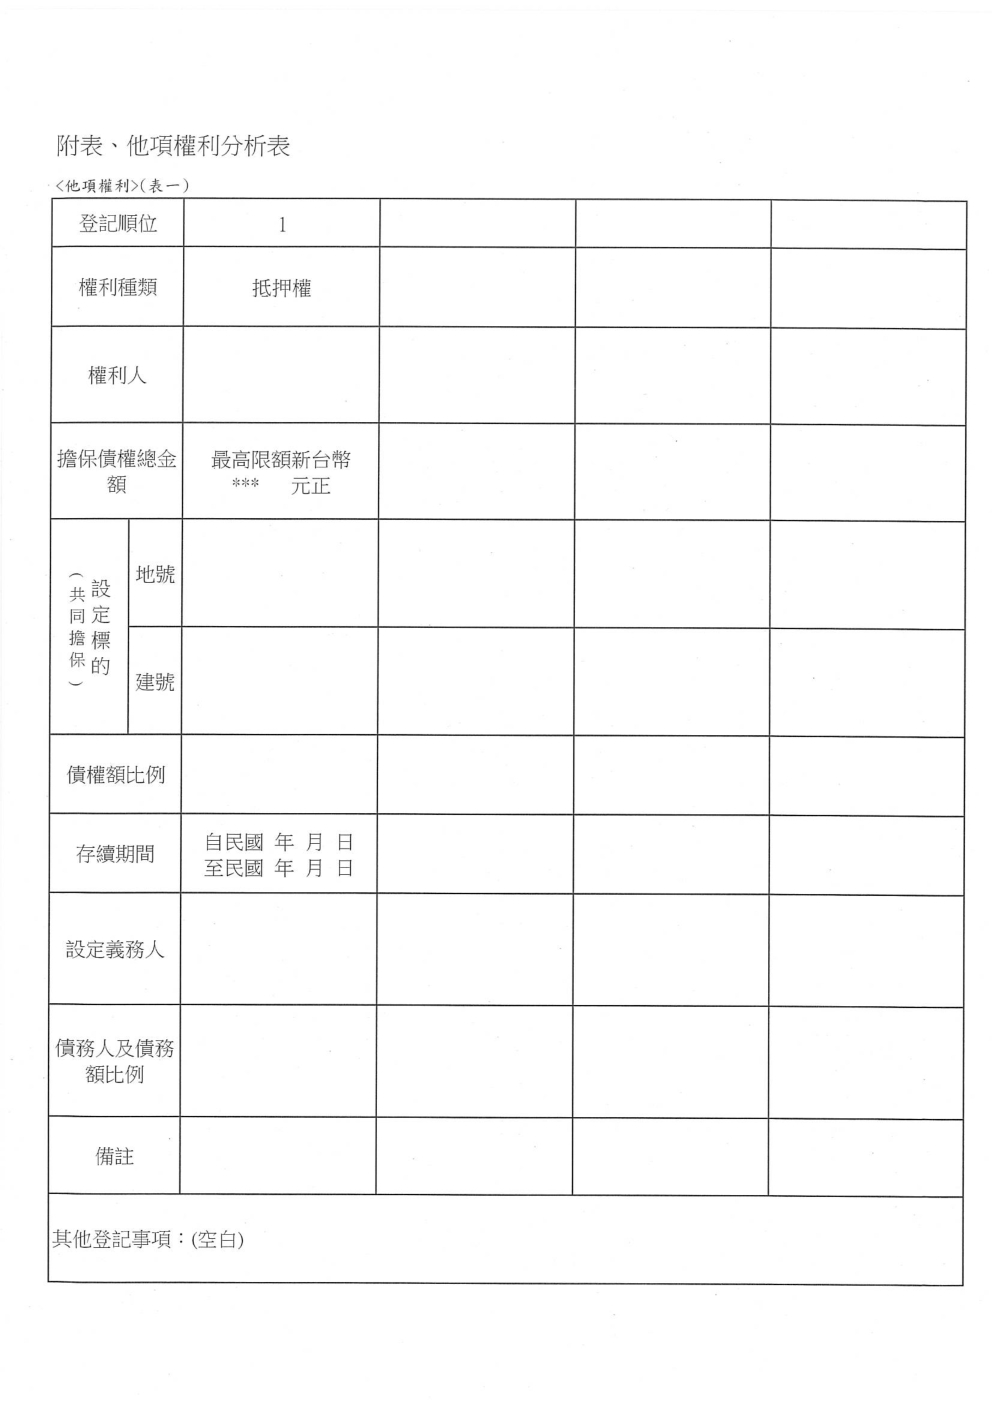 附表、他項權利分析表
<他項權利>(表一)
登記順位 1
權利種類 抵押權
權利人
擔保債權總金
額
最高限額新台幣
*** 元正
設定標的
(共同擔保)
地號
建號
債權額比例
存續期間
自民國 年 月 日
至民國 年 月 日
設定義務人
債務人及債務
額比例
備註
其他登記事項：(空白)